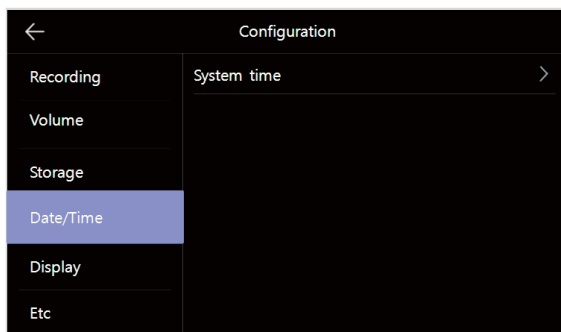 Configuration
Recording
System time
Volume
Storage
Date/Time
Display
Etc